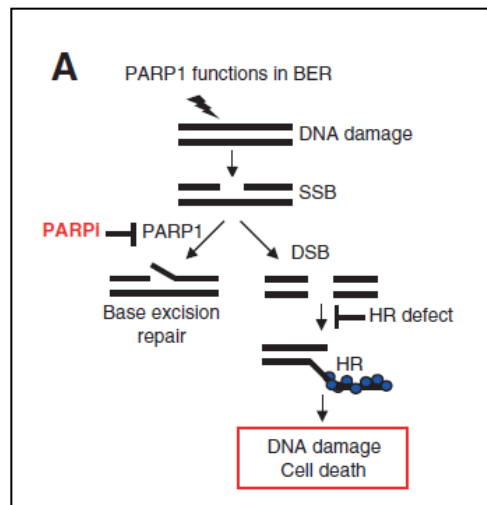 A
PARP1 functions in BER
DNA damage
SSB
PARPI
PARP1
DSB
Base excision
repair
HR defect
HR
DNA damage
Cell death